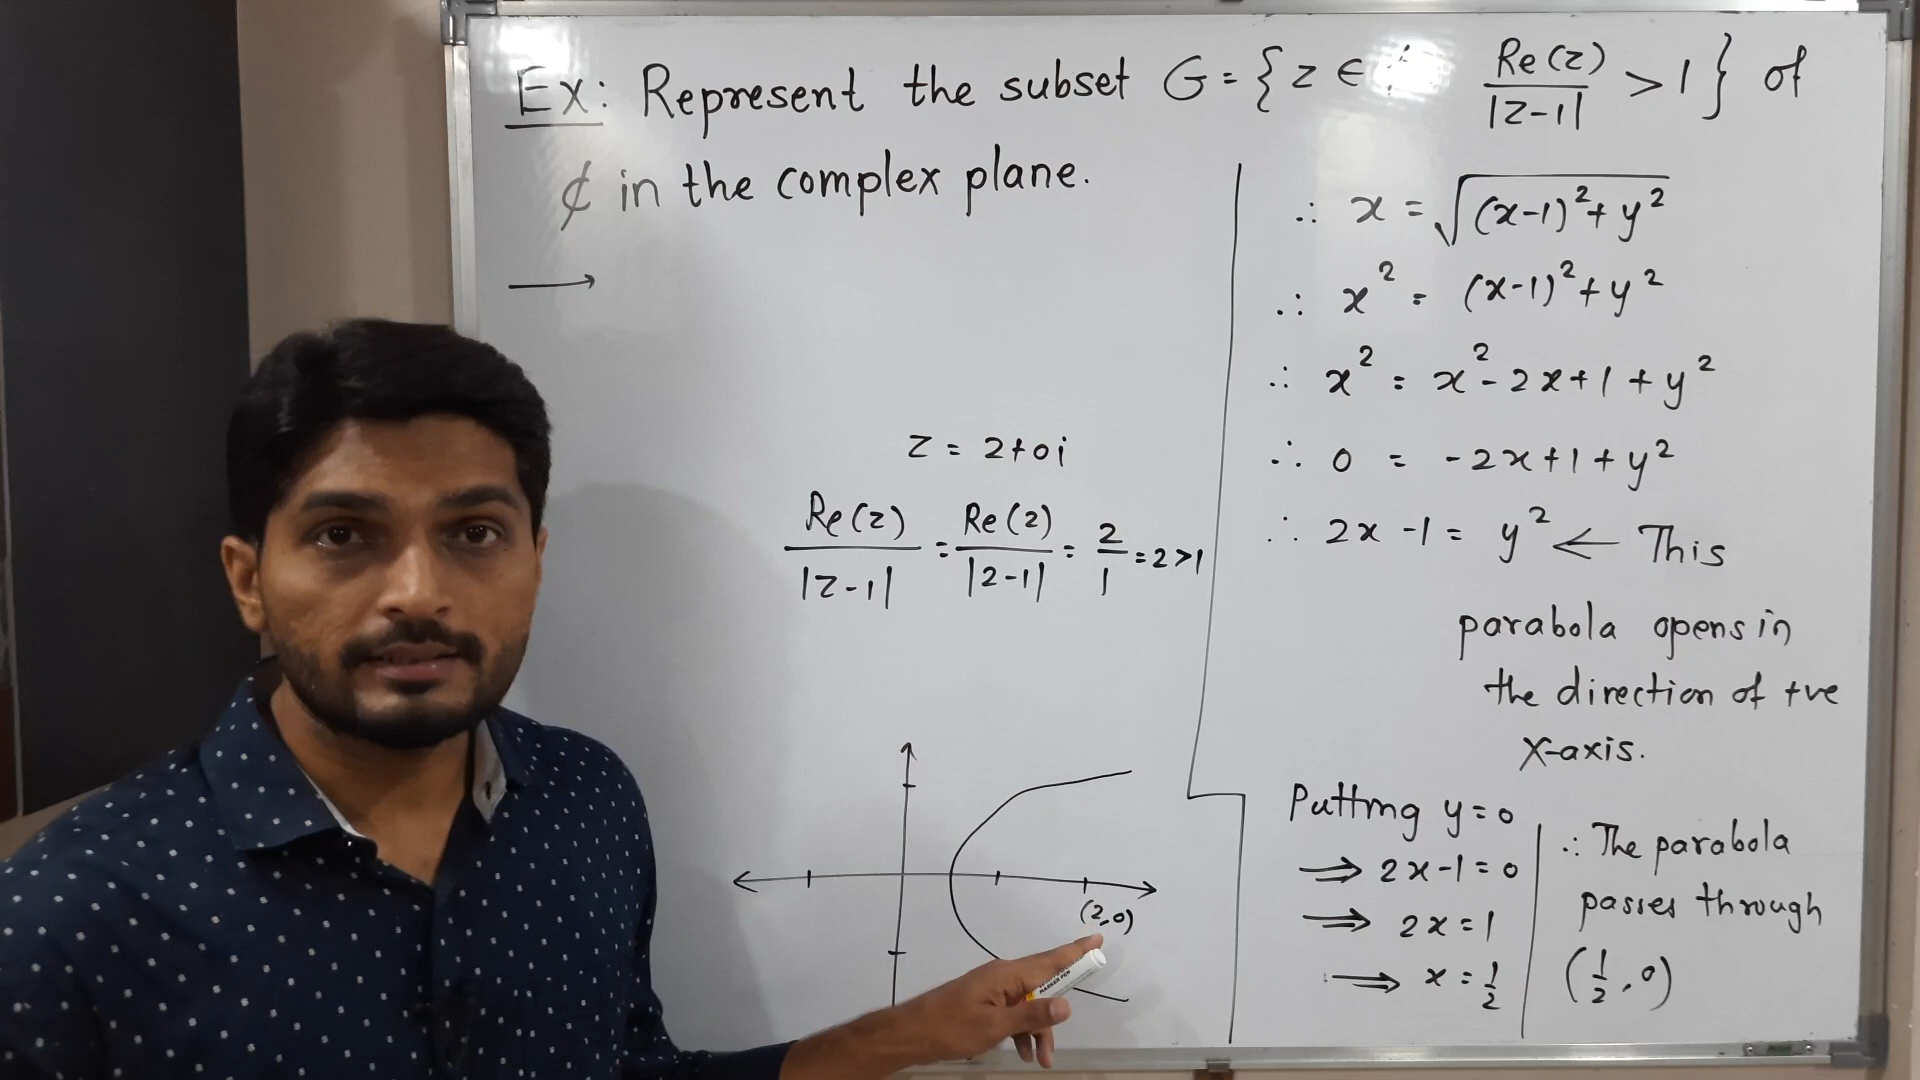 Ex: Represent the subset G = { z ∈ : Re(z) / |z-1| > 1 } of
₵ in the complex plane.
→
z = 2+0i
Re(z) / |z-1| = Re(2) / |2-1| = 2/1 = 2 > 1
(2,0)
MARKER PEN
∴ x = √((x-1)² + y²)
∴ x² = (x-1)² + y²
∴ x² = x² - 2x + 1 + y²
∴ 0 = -2x + 1 + y²
∴ 2x - 1 = y² ← This
parabola opens in
the direction of +ve
X-axis.
Putting y = 0
⇒ 2x - 1 = 0
⇒ 2x = 1
⇒ x = 1/2
∴ The parabola
passes through
(1/2, 0)